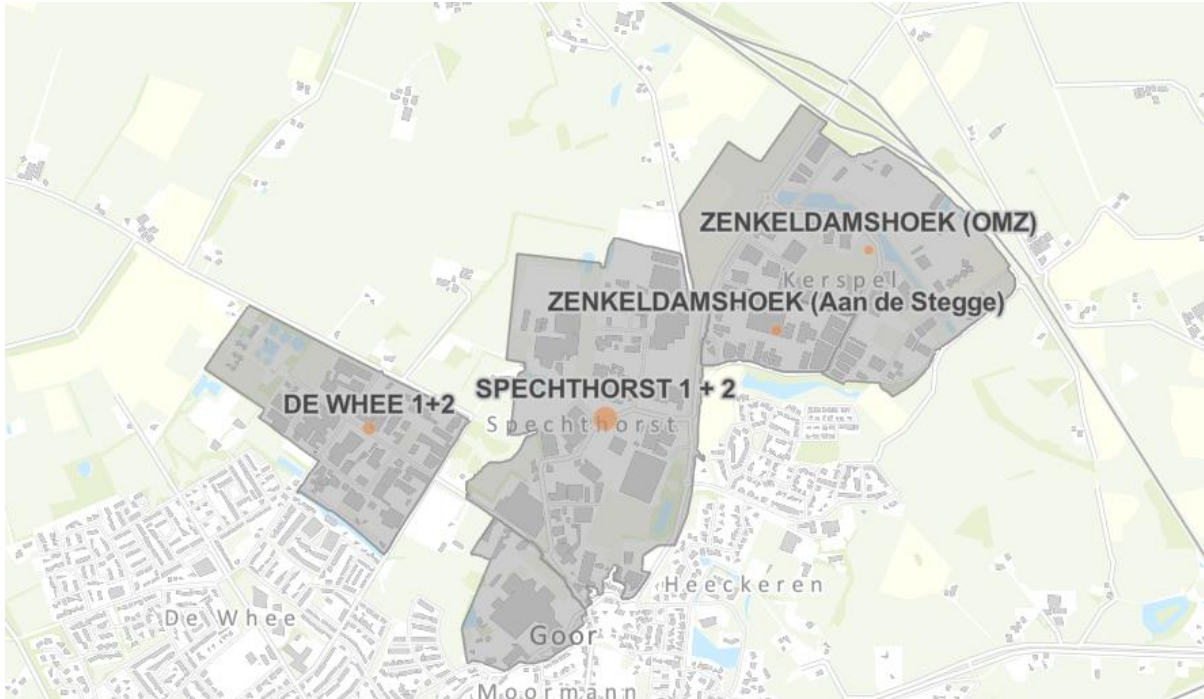 ZENKELDAMSHOEK (OMZ)
Kerspel
ZENKELDAMSHOEK (Aan de Stegge)
SPECHTHORST 1 + 2
DE WHEE 1+2
Spechthorst
Heeckeren
De Whee
Goor
Moormann